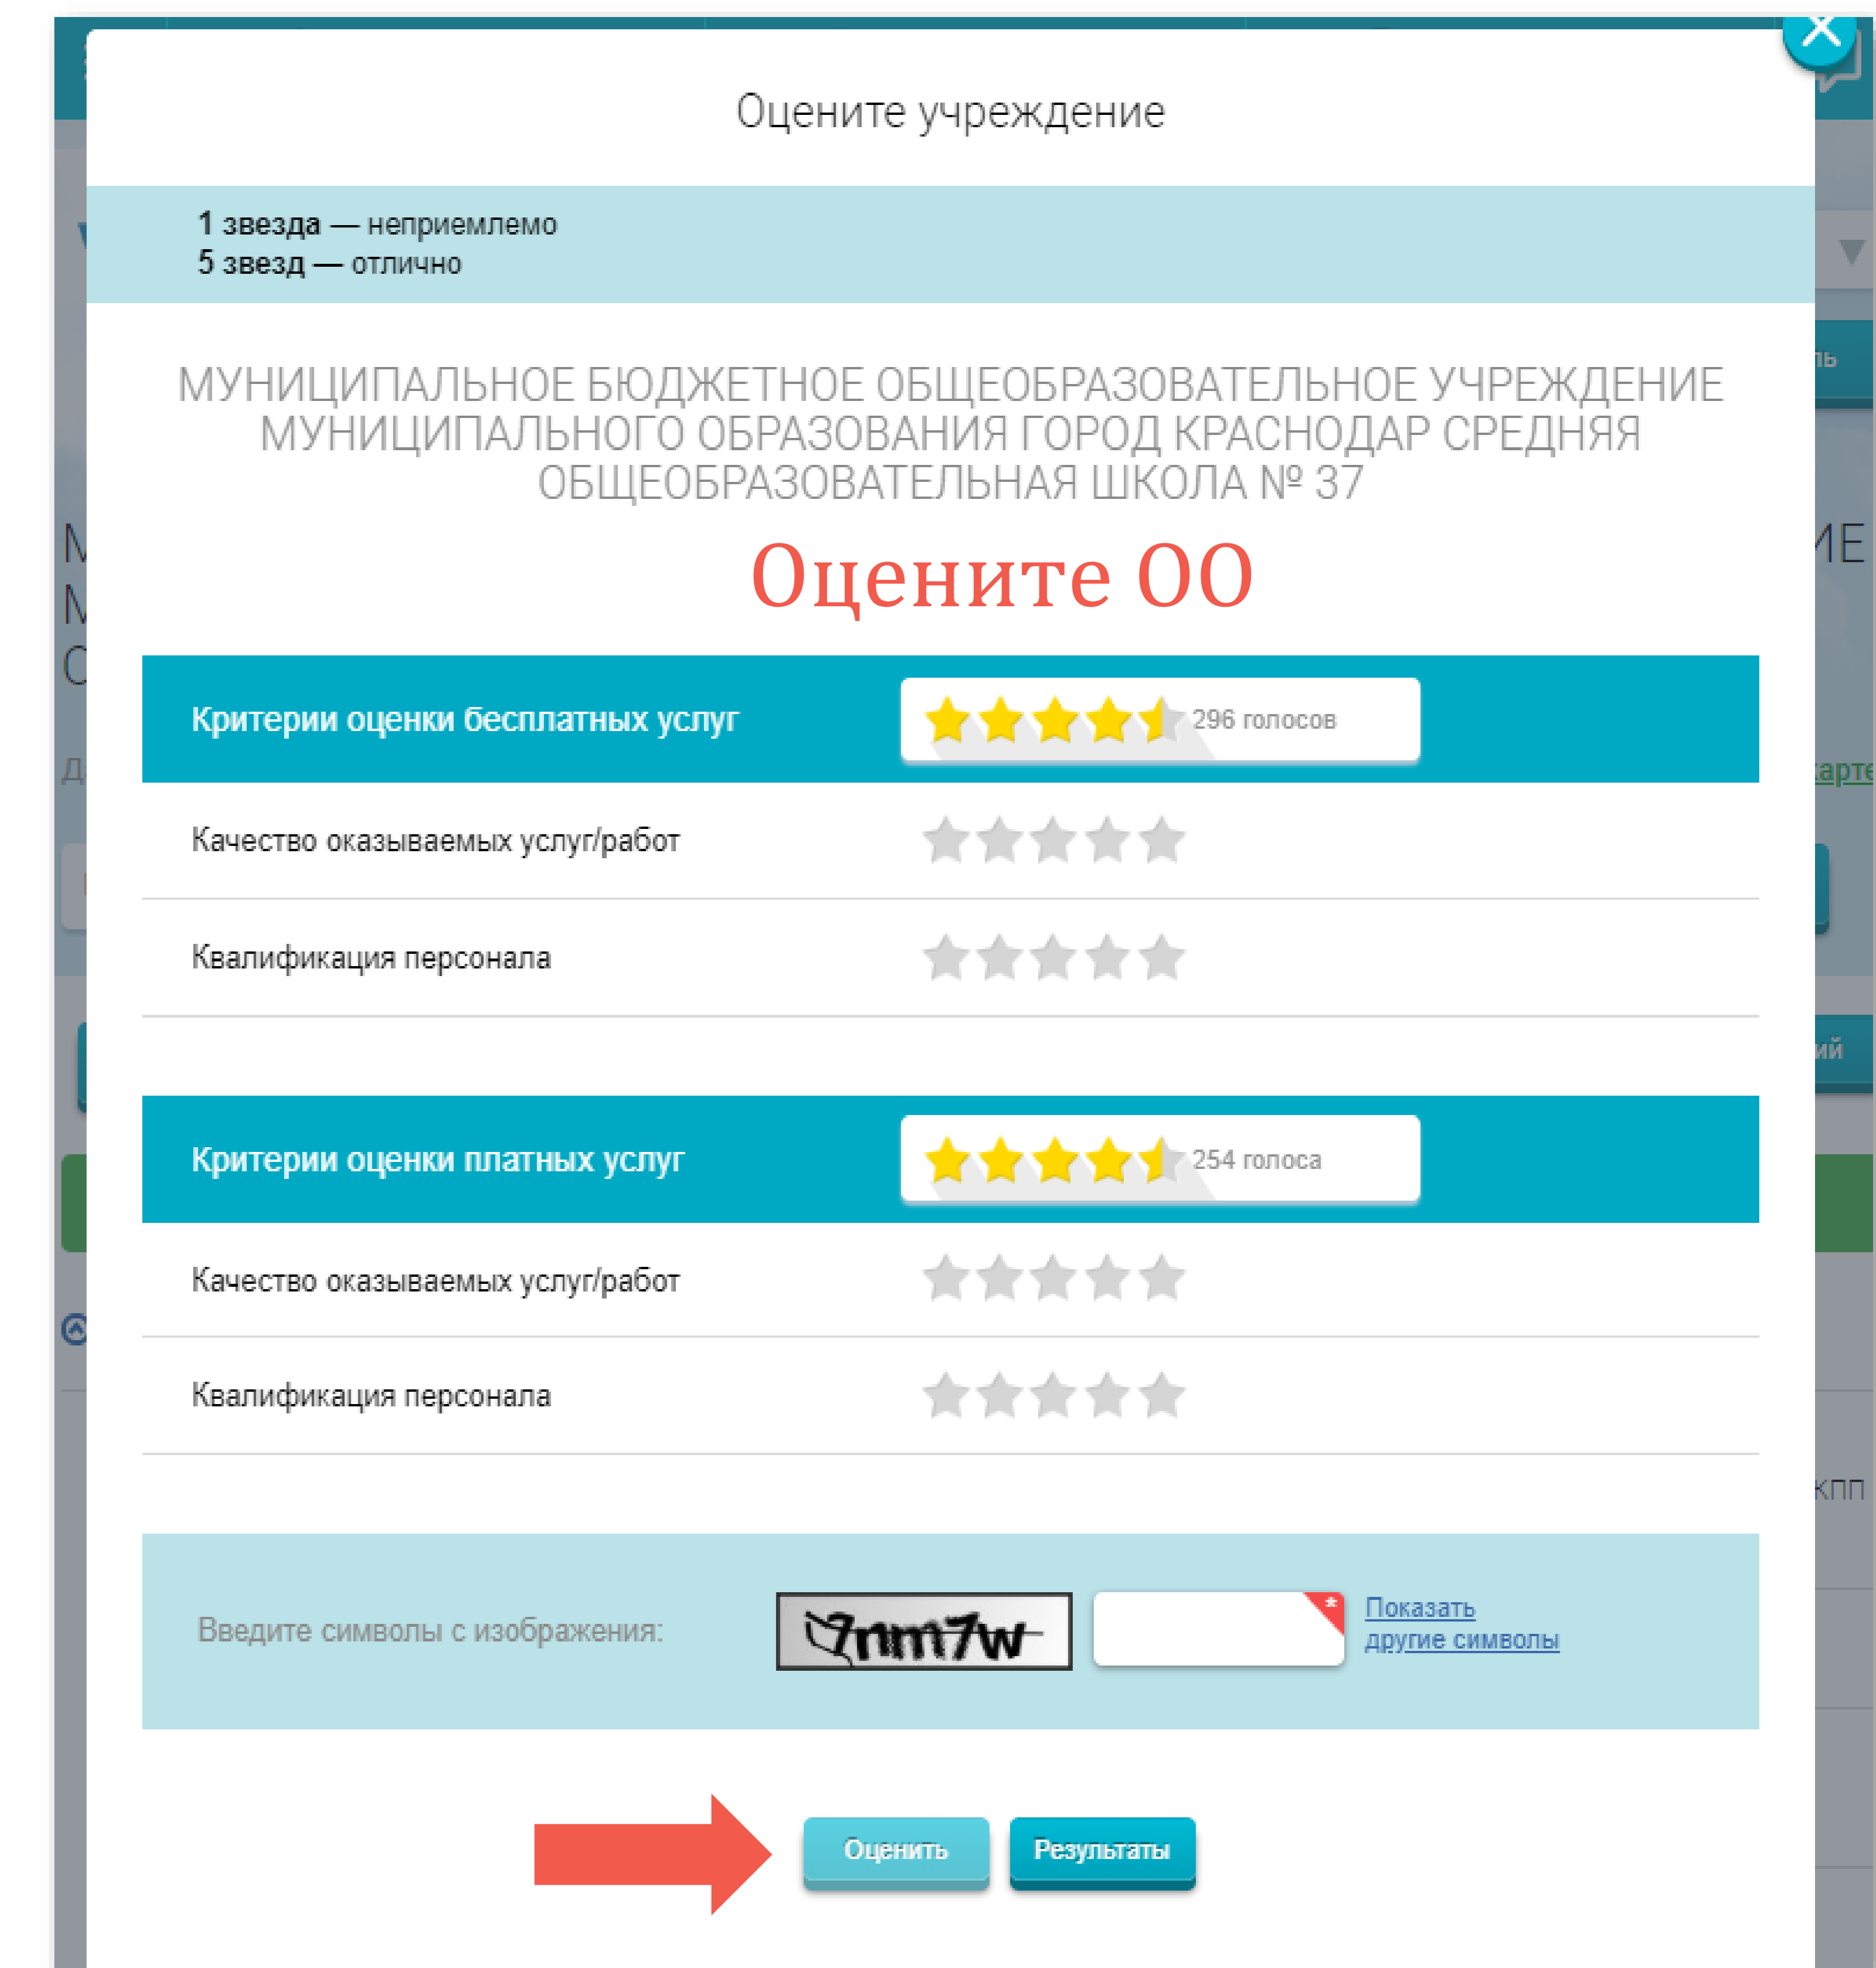 Оцените учреждение
1 звезда — неприемлемо
5 звезд — отлично
МУНИЦИПАЛЬНОЕ БЮДЖЕТНОЕ ОБЩЕОБРАЗОВАТЕЛЬНОЕ УЧРЕЖДЕНИЕ
МУНИЦИПАЛЬНОГО ОБРАЗОВАНИЯ ГОРОД КРАСНОДАР СРЕДНЯЯ
ОБЩЕОБРАЗОВАТЕЛЬНАЯ ШКОЛА № 37
Оцените ОО
Критерии оценки бесплатных услуг 296 голосов
Качество оказываемых услуг/работ
Квалификация персонала
Критерии оценки платных услуг 254 голоса
Качество оказываемых услуг/работ
Квалификация персонала
Введите символы с изображения: * Показать
другие символы
Оценить Результаты
КПП